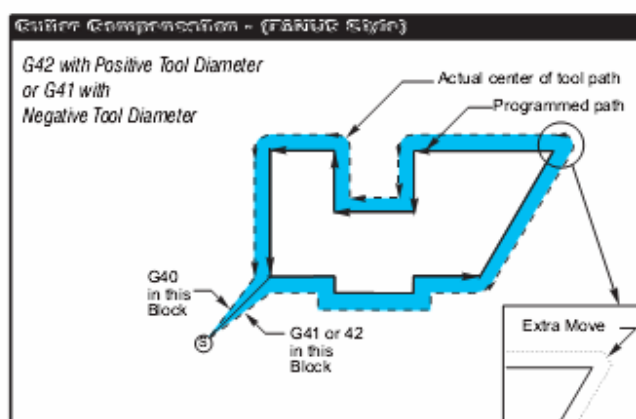 Cutter Compensation - (FANUC Style)
G42 with Positive Tool Diameter
or G41 with
Negative Tool Diameter
Actual center of tool path
Programmed path
G40
in this
Block
S
G41 or 42
in this
Block
Extra Move